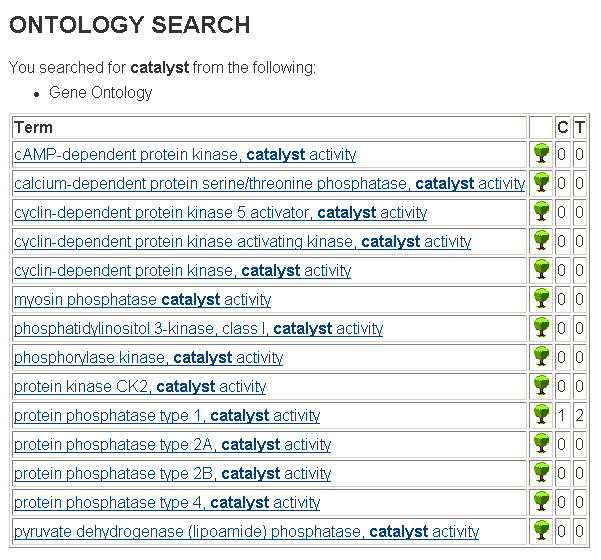 ONTOLOGY SEARCH
You searched for catalyst from the following:
• Gene Ontology
Term C T
cAMP-dependent protein kinase, catalyst activity 0 0
calcium-dependent protein serine/threonine phosphatase, catalyst activity 0 0
cyclin-dependent protein kinase 5 activator, catalyst activity 0 0
cyclin-dependent protein kinase activating kinase, catalyst activity 0 0
cyclin-dependent protein kinase, catalyst activity 0 0
myosin phosphatase catalyst activity 0 0
phosphatidylinositol 3-kinase, class I, catalyst activity 0 0
phosphorylase kinase, catalyst activity 0 0
protein kinase CK2, catalyst activity 0 0
protein phosphatase type 1, catalyst activity 1 2
protein phosphatase type 2A, catalyst activity 0 0
protein phosphatase type 2B, catalyst activity 0 0
protein phosphatase type 4, catalyst activity 0 0
pyruvate dehydrogenase (lipoamide) phosphatase, catalyst activity 0 0